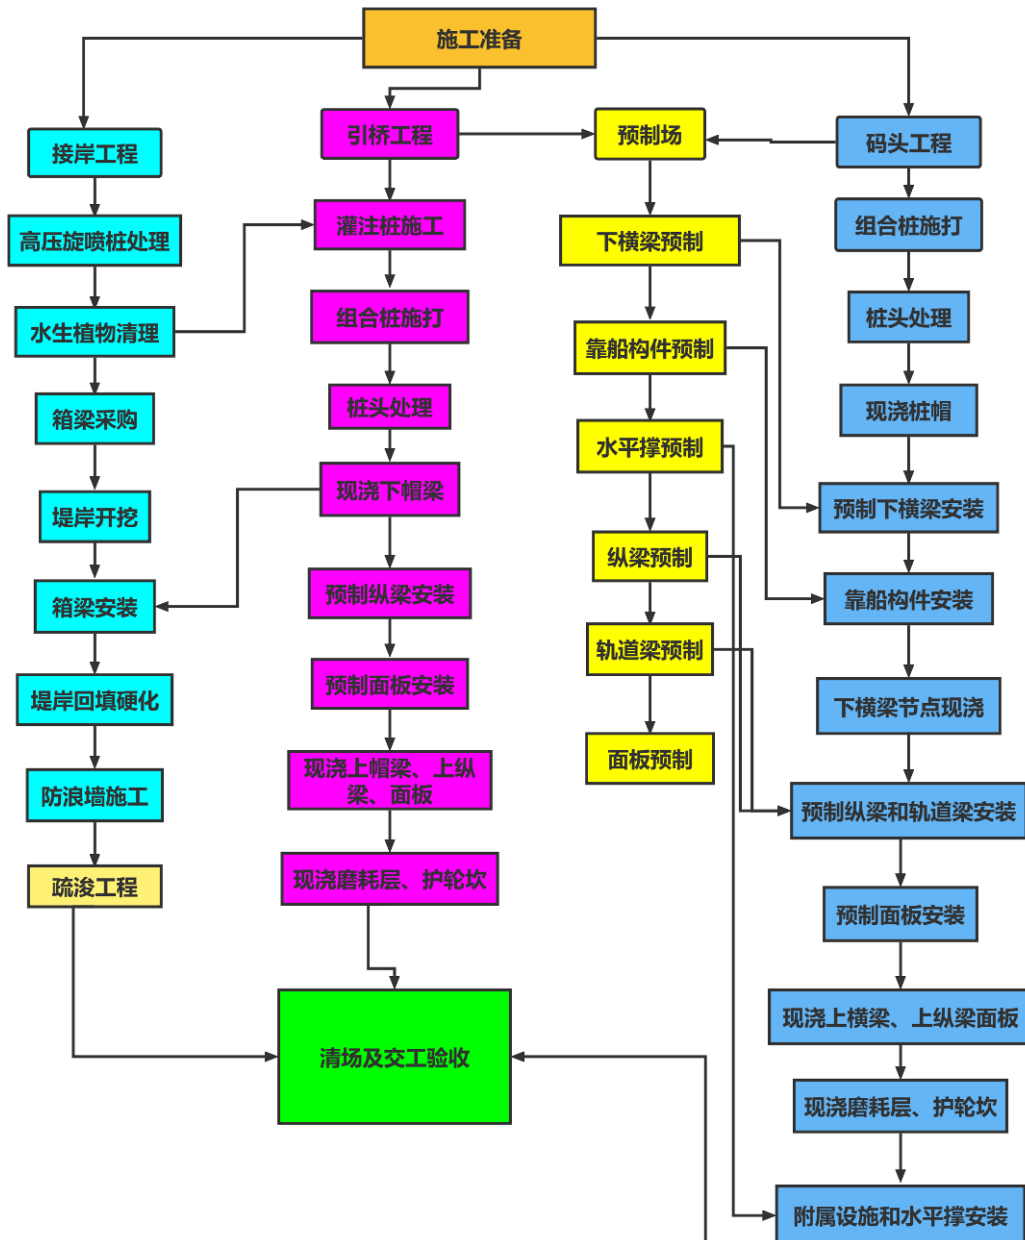 施工准备
接岸工程
高压旋喷桩处理
水生植物清理
箱梁采购
堤岸开挖
箱梁安装
堤岸回填硬化
防浪墙施工
疏浚工程
引桥工程
灌注桩施工
组合桩施打
桩头处理
现浇下帽梁
预制纵梁安装
预制面板安装
现浇上帽梁、上纵
梁、面板
现浇磨耗层、护轮坎
清场及交工验收
预制场
下横梁预制
靠船构件预制
水平撑预制
纵梁预制
轨道梁预制
面板预制
码头工程
组合桩施打
桩头处理
现浇桩帽
预制下横梁安装
靠船构件安装
下横梁节点现浇
预制纵梁和轨道梁安装
预制面板安装
现浇上横梁、上纵梁面板
现浇磨耗层、护轮坎
附属设施和水平撑安装